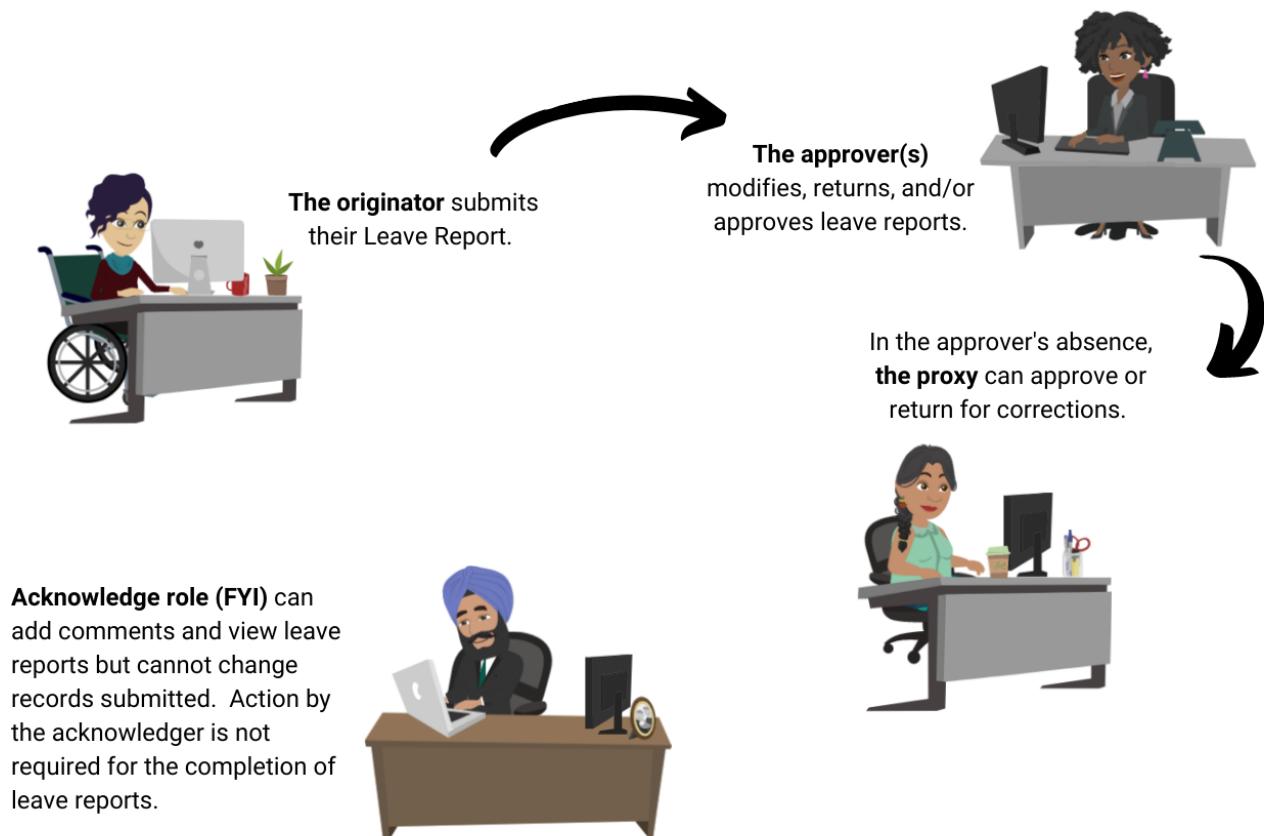 The originator submits
their Leave Report.
The approver(s)
modifies, returns, and/or
approves leave reports.
In the approver's absence,
the proxy can approve or
return for corrections.
Acknowledge role (FYI) can
add comments and view leave
reports but cannot change
records submitted.  Action by
the acknowledger is not
required for the completion of
leave reports.